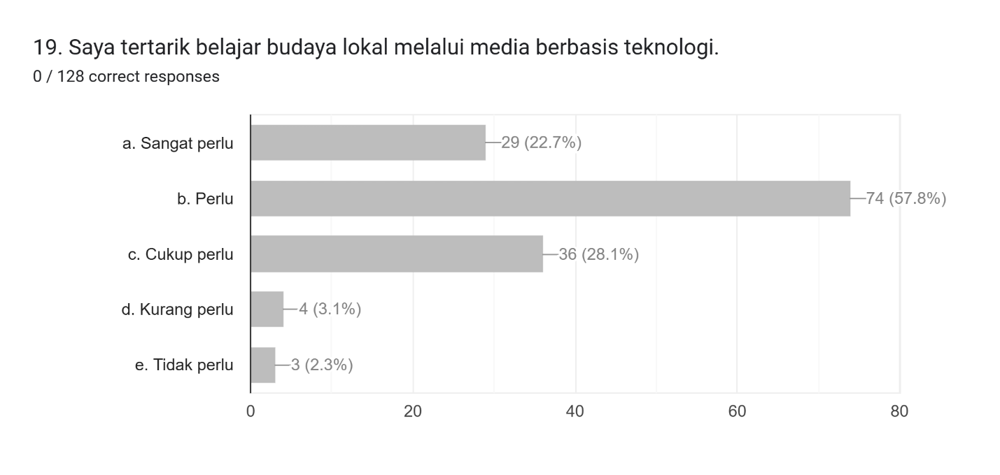 19. Saya tertarik belajar budaya lokal melalui media berbasis teknologi.
0 / 128 correct responses
a. Sangat perlu 29 (22.7%)
b. Perlu 74 (57.8%)
c. Cukup perlu 36 (28.1%)
d. Kurang perlu 4 (3.1%)
e. Tidak perlu 3 (2.3%)
0 20 40 60 80